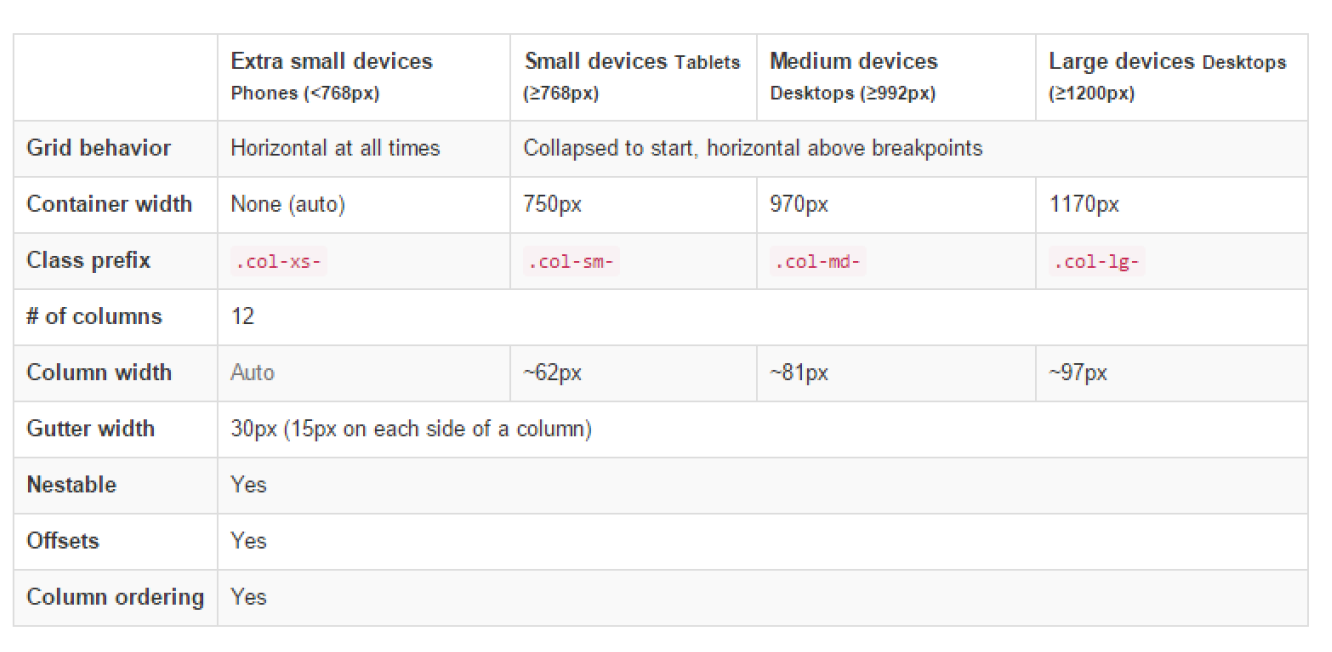 Extra small devices Small devices Tablets Medium devices Large devices Desktops
Phones (<768px) (≥768px) Desktops (≥992px) (≥1200px)
Grid behavior Horizontal at all times Collapsed to start, horizontal above breakpoints
Container width None (auto) 750px 970px 1170px
Class prefix .col-xs- .col-sm- .col-md- .col-lg-
# of columns 12
Column width Auto ~62px ~81px ~97px
Gutter width 30px (15px on each side of a column)
Nestable Yes
Offsets Yes
Column ordering Yes